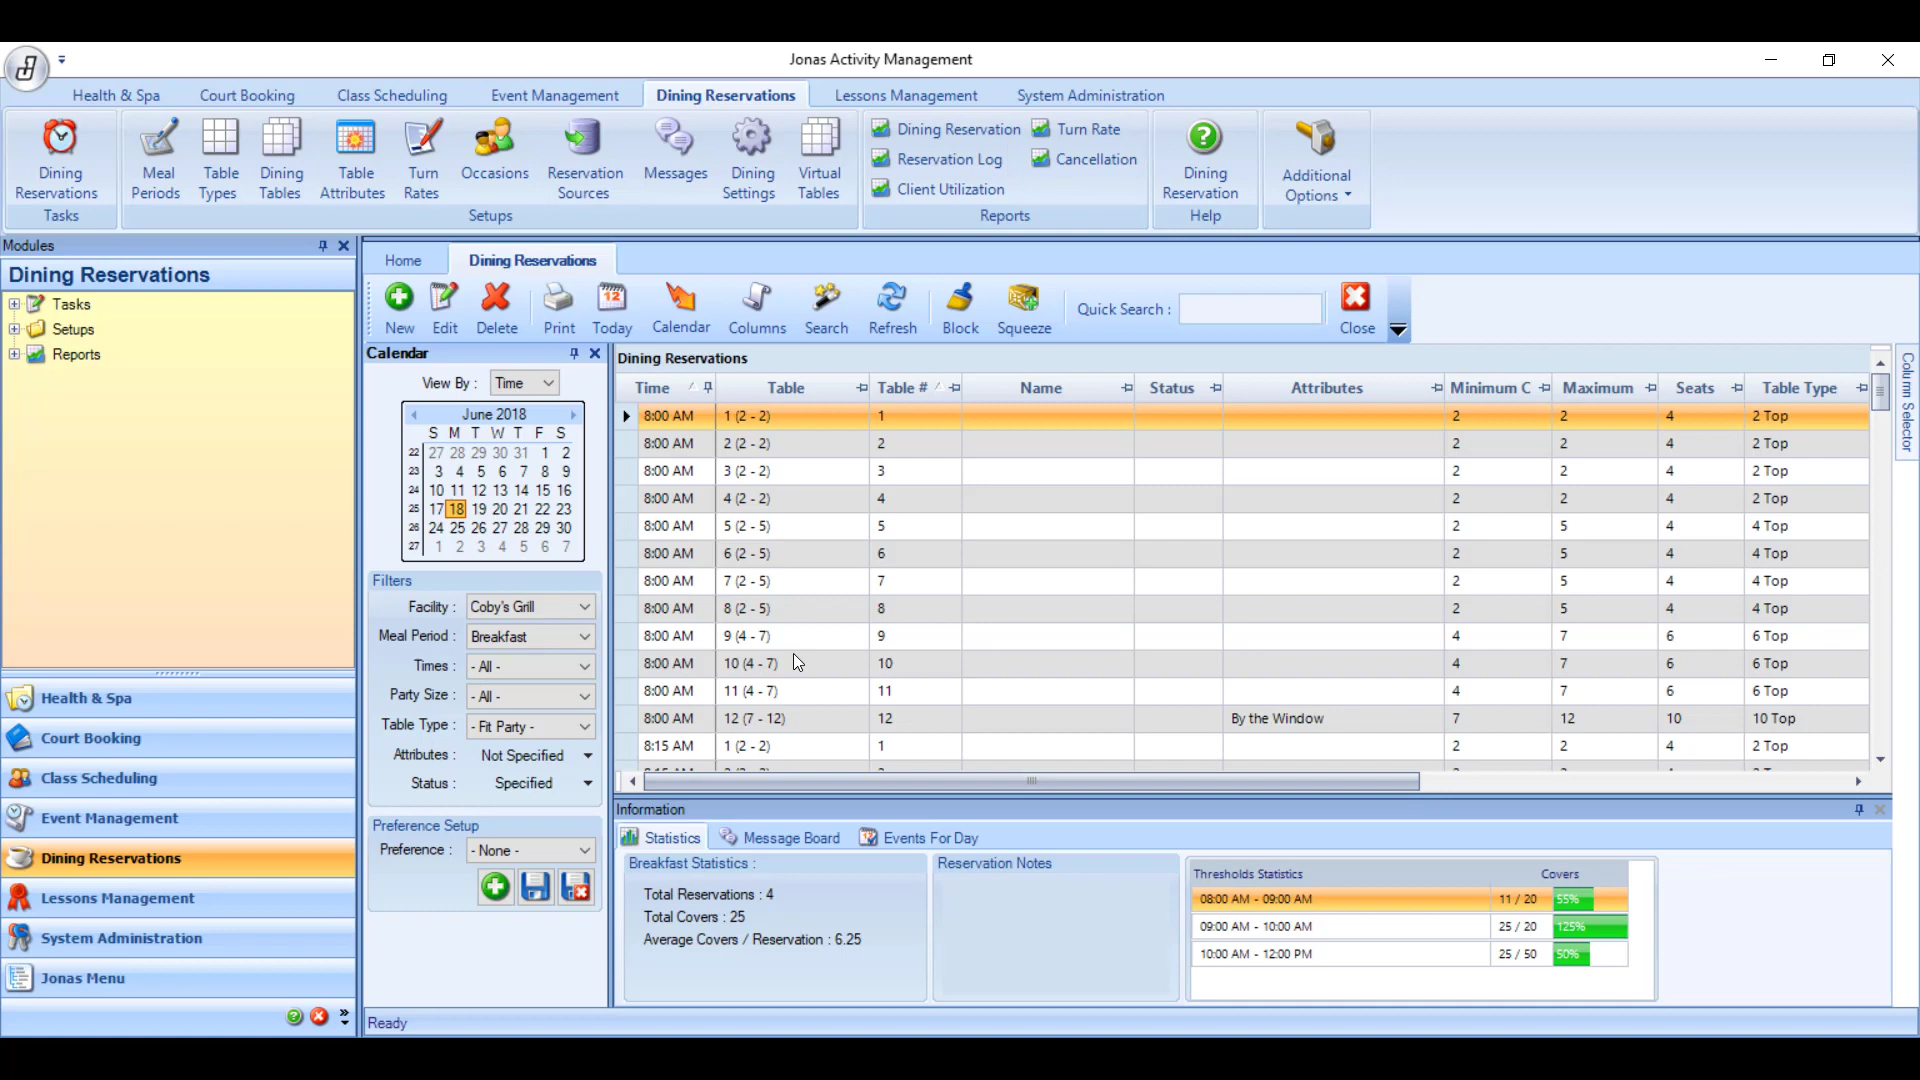 Jonas Activity Management
Health & Spa Court Booking Class Scheduling Event Management Dining Reservations Lessons Management System Administration
Dining Reservations
Tasks
Meal Periods
Table Types
Dining Tables
Table Attributes
Turn Rates
Occasions
Reservation Sources
Messages
Dining Settings
Virtual Tables
Setups
Dining Reservation
Turn Rate
Reservation Log
Cancellation
Client Utilization
Reports
Dining Reservation
Help
Additional Options
Modules
Dining Reservations
Tasks
Setups
Reports
Health & Spa
Court Booking
Class Scheduling
Event Management
Dining Reservations
Lessons Management
System Administration
Jonas Menu
Home Dining Reservations
New Edit Delete Print Today Calendar Columns Search Refresh Block Squeeze Quick Search : Close
Calendar
View By : Time
June 2018
S M T W T F S
22 27 28 29 30 31 1 2
23 3 4 5 6 7 8 9
24 10 11 12 13 14 15 16
25 17 18 19 20 21 22 23
26 24 25 26 27 28 29 30
27 1 2 3 4 5 6 7
Filters
Facility : Coby's Grill
Meal Period : Breakfast
Times : - All -
Party Size : - All -
Table Type : - Fit Party -
Attributes : Not Specified
Status : Specified
Preference Setup
Preference : - None -
Dining Reservations
Time Table Table # Name Status Attributes Minimum C Maximum Seats Table Type
8:00 AM 1 (2 - 2) 1 2 2 4 2 Top
8:00 AM 2 (2 - 2) 2 2 2 4 2 Top
8:00 AM 3 (2 - 2) 3 2 2 4 2 Top
8:00 AM 4 (2 - 2) 4 2 2 4 2 Top
8:00 AM 5 (2 - 5) 5 2 5 4 4 Top
8:00 AM 6 (2 - 5) 6 2 5 4 4 Top
8:00 AM 7 (2 - 5) 7 2 5 4 4 Top
8:00 AM 8 (2 - 5) 8 2 5 4 4 Top
8:00 AM 9 (4 - 7) 9 4 7 6 6 Top
8:00 AM 10 (4 - 7) 10 4 7 6 6 Top
8:00 AM 11 (4 - 7) 11 4 7 6 6 Top
8:00 AM 12 (7 - 12) 12 By the Window 7 12 10 10 Top
8:15 AM 1 (2 - 2) 1 2 2 4 2 Top
Column Selector
Information
Statistics Message Board Events For Day
Breakfast Statistics :
Total Reservations : 4
Total Covers : 25
Average Covers / Reservation : 6.25
Reservation Notes
Thresholds Statistics Covers
08:00 AM - 09:00 AM 11 / 20 55%
09:00 AM - 10:00 AM 25 / 20 125%
10:00 AM - 12:00 PM 25 / 50 50%
Ready